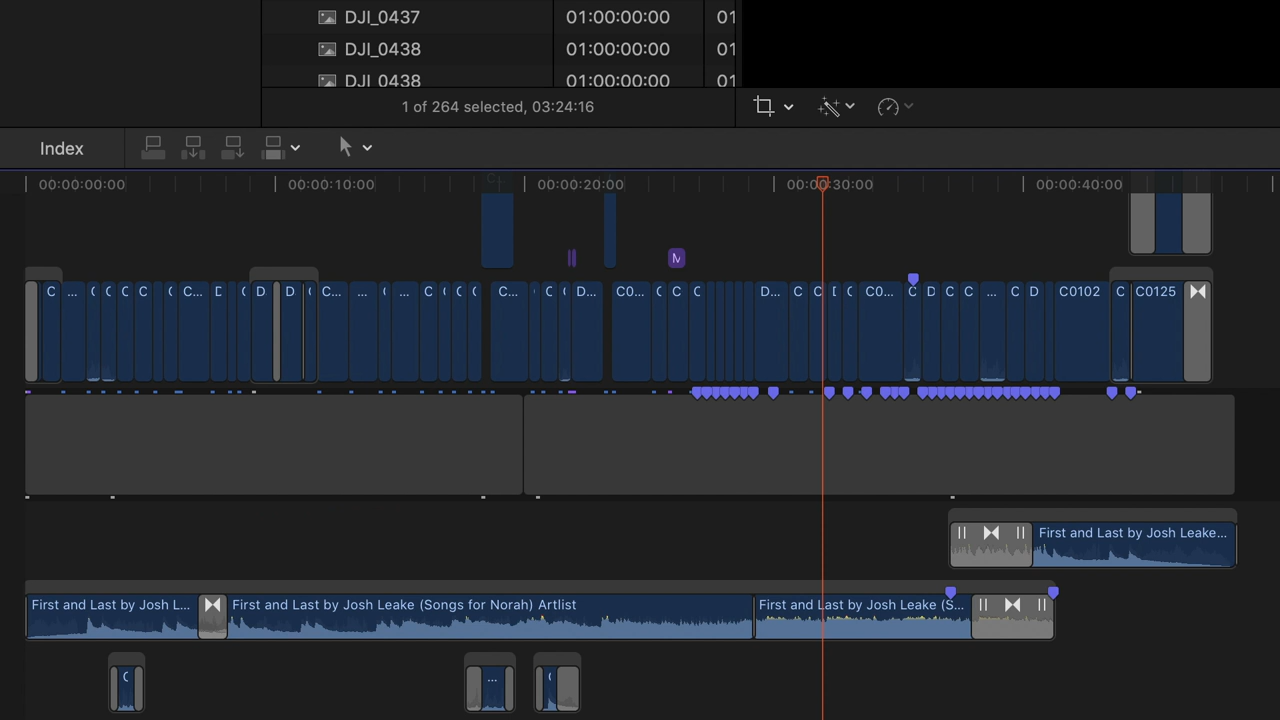 DJI_0437 01:00:00:00 01
DJI_0438 01:00:00:00 01
DJI_0438 01:00:00:00 01
1 of 264 selected, 03:24:16
Index
00:00:00:00 00:00:10:00 00:00:20:00 00:00:30:00 00:00:40:00
M
C ... C C C C C C... D C D D C C... ... C ... C C C C C... C C D... C0... C C C D... C C D C C0... C D C C ... C D C0102 C C0125
First and Last by Josh Leake...
First and Last by Josh L... First and Last by Josh Leake (Songs for Norah) Artlist First and Last by Josh Leake (S...
C ...